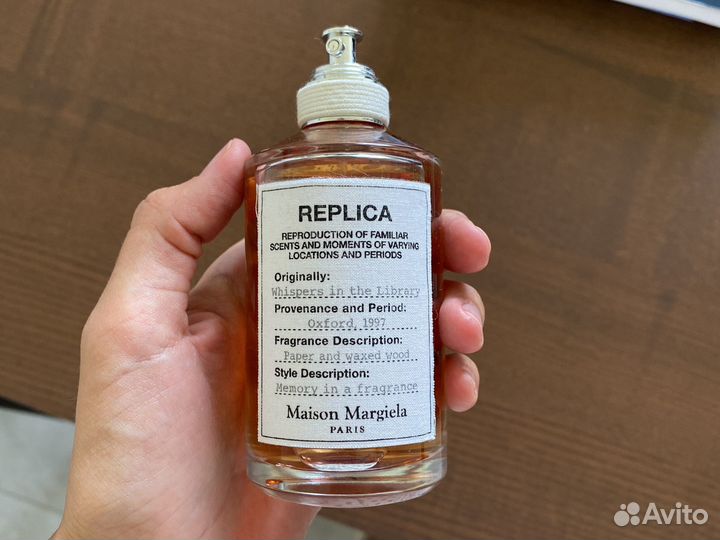 REPLICA
REPRODUCTION OF FAMILIAR
SCENTS AND MOMENTS OF VARYING
LOCATIONS AND PERIODS
Originally:
Whispers in the Library
Provenance and Period:
Oxford, 1997
Fragrance Description:
Paper and waxed wood
Style Description:
Memory in a fragrance
Maison Margiela
PARIS
Avito